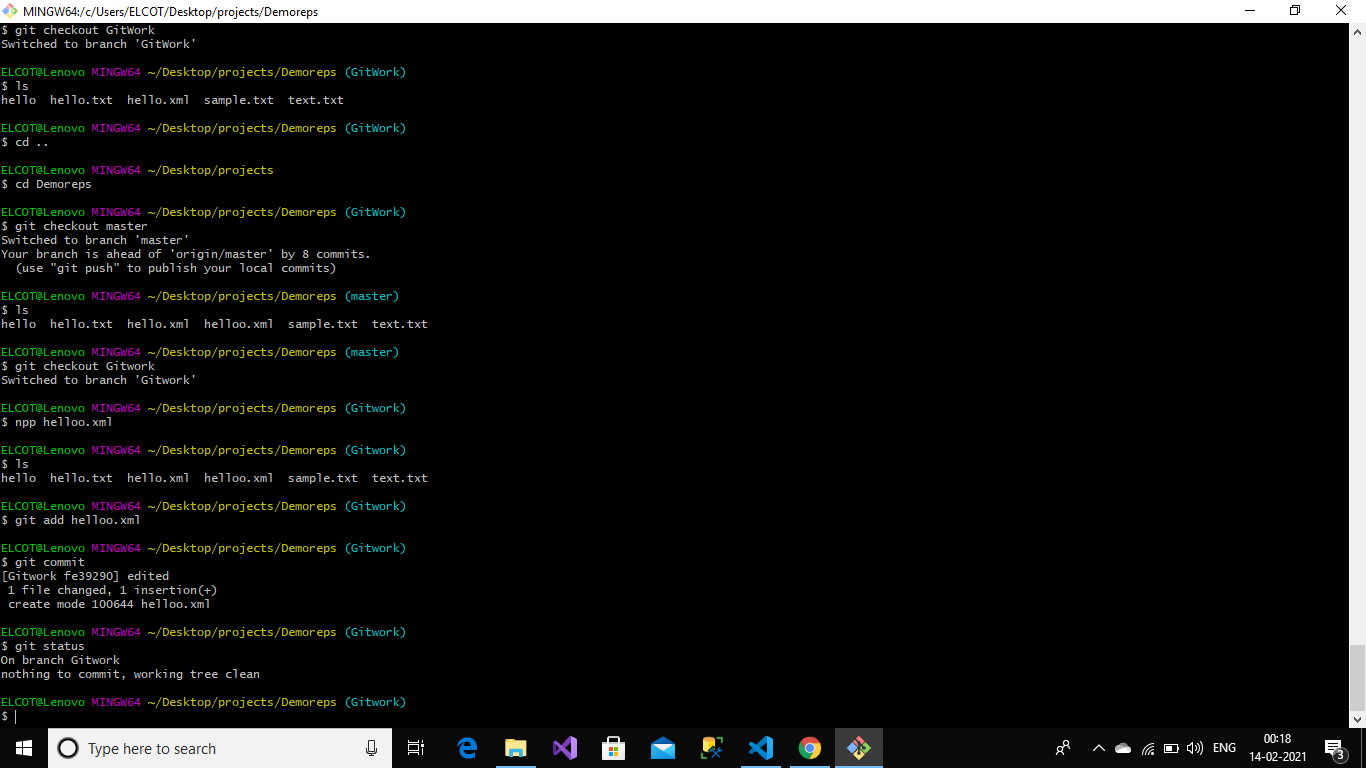 MINGW64:/c/Users/ELCOT/Desktop/projects/Demoreps
$ git checkout GitWork
Switched to branch 'GitWork'
ELCOT@Lenovo MINGW64 ~/Desktop/projects/Demoreps (GitWork)
$ ls
hello  hello.txt  hello.xml  sample.txt  text.txt
ELCOT@Lenovo MINGW64 ~/Desktop/projects/Demoreps (GitWork)
$ cd ..
ELCOT@Lenovo MINGW64 ~/Desktop/projects
$ cd Demoreps
ELCOT@Lenovo MINGW64 ~/Desktop/projects/Demoreps (GitWork)
$ git checkout master
Switched to branch 'master'
Your branch is ahead of 'origin/master' by 8 commits.
  (use "git push" to publish your local commits)
ELCOT@Lenovo MINGW64 ~/Desktop/projects/Demoreps (master)
$ ls
hello  hello.txt  hello.xml  helloo.xml  sample.txt  text.txt
ELCOT@Lenovo MINGW64 ~/Desktop/projects/Demoreps (master)
$ git checkout Gitwork
Switched to branch 'Gitwork'
ELCOT@Lenovo MINGW64 ~/Desktop/projects/Demoreps (Gitwork)
$ npp helloo.xml
ELCOT@Lenovo MINGW64 ~/Desktop/projects/Demoreps (Gitwork)
$ ls
hello  hello.txt  hello.xml  helloo.xml  sample.txt  text.txt
ELCOT@Lenovo MINGW64 ~/Desktop/projects/Demoreps (Gitwork)
$ git add helloo.xml
ELCOT@Lenovo MINGW64 ~/Desktop/projects/Demoreps (Gitwork)
$ git commit
[Gitwork fe39290] edited
 1 file changed, 1 insertion(+)
 create mode 100644 helloo.xml
ELCOT@Lenovo MINGW64 ~/Desktop/projects/Demoreps (Gitwork)
$ git status
On branch Gitwork
nothing to commit, working tree clean
ELCOT@Lenovo MINGW64 ~/Desktop/projects/Demoreps (Gitwork)
$
Type here to search
ENG
00:18
14-02-2021
3